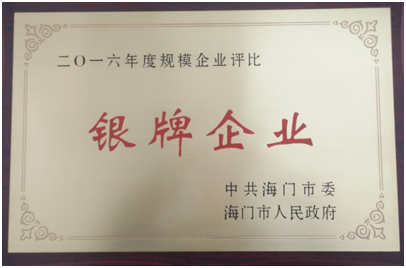 二〇一六年度规模企业评比
银牌企业
中共海门市委
海门市人民政府